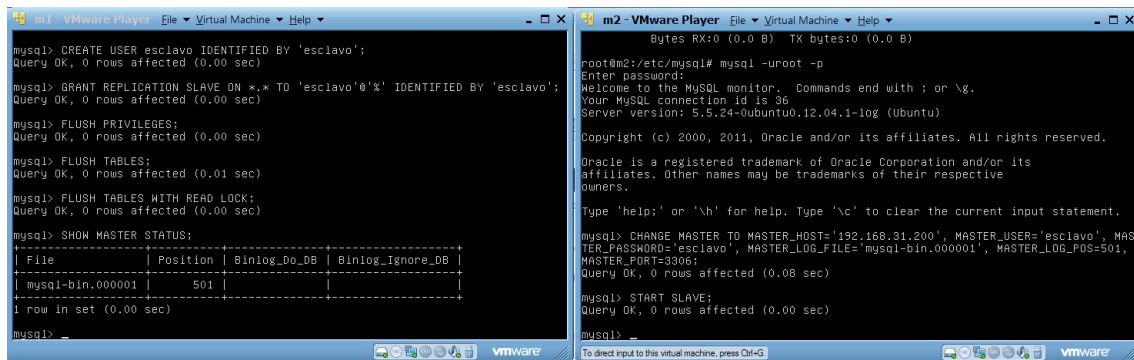 m1 - VMware Player File ▾ Virtual Machine ▾ Help ▾
mysql> CREATE USER esclavo IDENTIFIED BY 'esclavo';
Query OK, 0 rows affected (0.00 sec)
mysql> GRANT REPLICATION SLAVE ON *.* TO 'esclavo'@'%' IDENTIFIED BY 'esclavo';
Query OK, 0 rows affected (0.00 sec)
mysql> FLUSH PRIVILEGES;
Query OK, 0 rows affected (0.00 sec)
mysql> FLUSH TABLES;
Query OK, 0 rows affected (0.01 sec)
mysql> FLUSH TABLES WITH READ LOCK;
Query OK, 0 rows affected (0.00 sec)
mysql> SHOW MASTER STATUS;
| File | Position | Binlog_Do_DB | Binlog_Ignore_DB |
| mysql-bin.000001 | 501 | | |
1 row in set (0.00 sec)
mysql> _
vmware
m2 - VMware Player File ▾ Virtual Machine ▾ Help ▾
Bytes RX:0 (0.0 B) TX bytes:0 (0.0 B)
root@m2:/etc/mysql# mysql -uroot -p
Enter password:
Welcome to the MySQL monitor. Commands end with ; or \g.
Your MySQL connection id is 36
Server version: 5.5.24-0ubuntu0.12.04.1-log (Ubuntu)
Copyright (c) 2000, 2011, Oracle and/or its affiliates. All rights reserved.
Oracle is a registered trademark of Oracle Corporation and/or its
affiliates. Other names may be trademarks of their respective
owners.
Type 'help;' or '\h' for help. Type '\c' to clear the current input statement.
mysql> CHANGE MASTER TO MASTER_HOST='192.168.31.200', MASTER_USER='esclavo', MAS
TER_PASSWORD='esclavo', MASTER_LOG_FILE='mysql-bin.000001', MASTER_LOG_POS=501,
MASTER_PORT=3306;
Query OK, 0 rows affected (0.08 sec)
mysql> START SLAVE;
Query OK, 0 rows affected (0.00 sec)
mysql> _
To direct input to this virtual machine, press Ctrl+G.
vmware